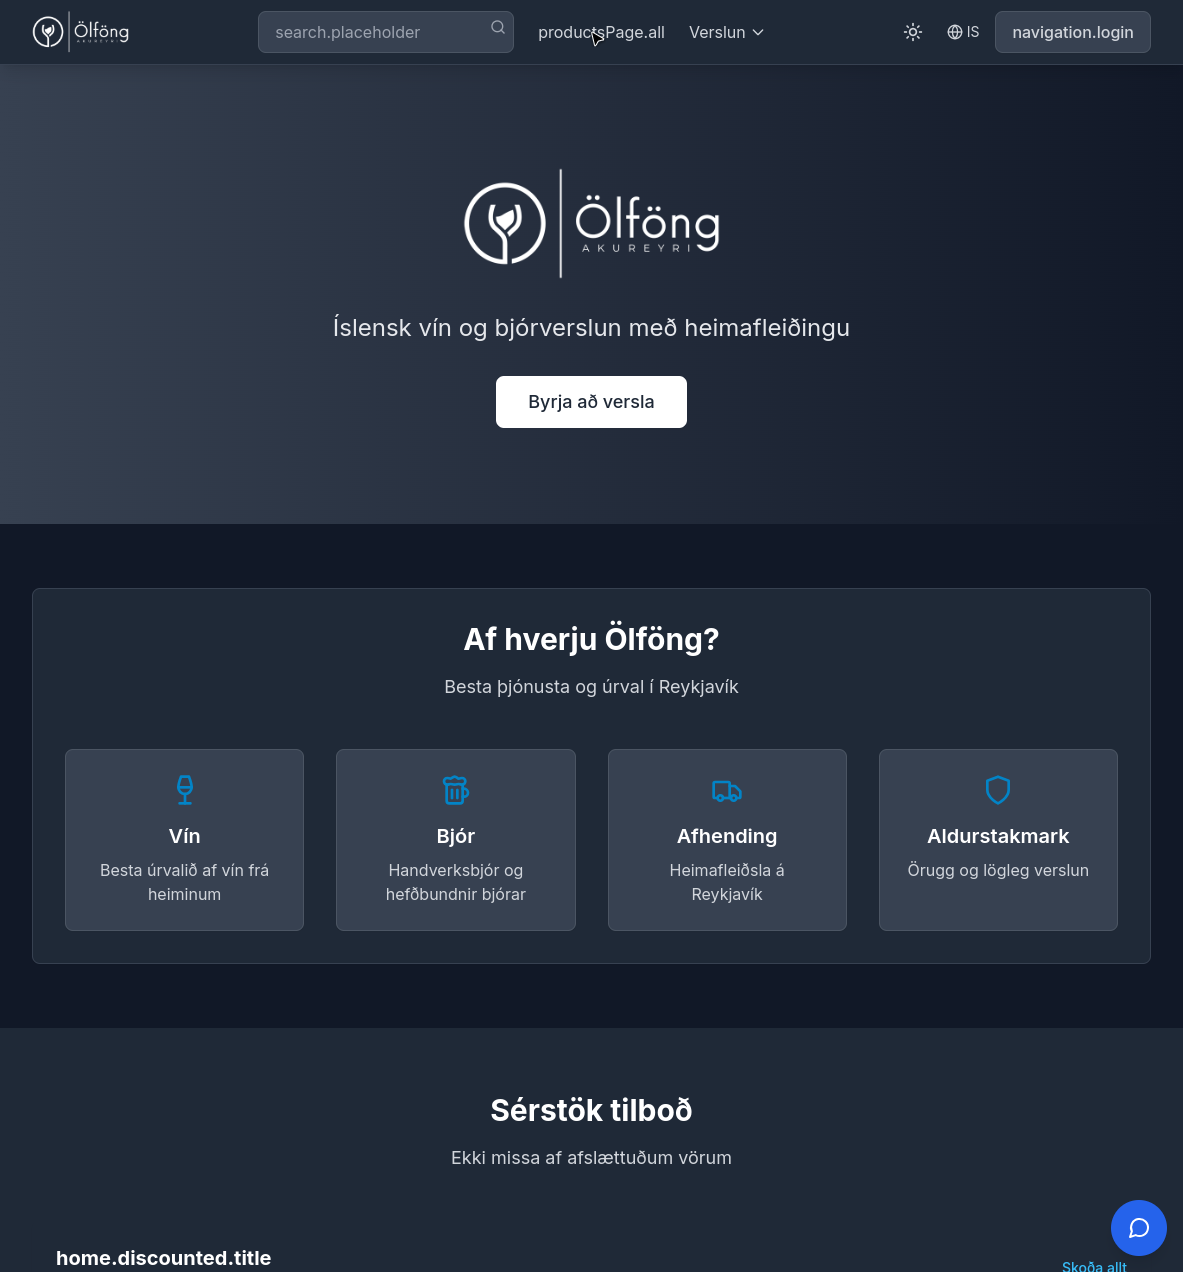 Ölföng
AKUREYRI
search.placeholder
productsPage.all
Verslun
IS
navigation.login
Ölföng
AKUREYRI
Íslensk vín og bjórverslun með heimafleiðingu
Byrja að versla
Af hverju Ölföng?
Besta þjónusta og úrval í Reykjavík
Vín
Besta úrvalið af vín frá
heiminum
Bjór
Handverksbjór og
hefðbundnir bjórar
Afhending
Heimafleiðsla á
Reykjavík
Aldurstakmark
Örugg og lögleg verslun
Sérstök tilboð
Ekki missa af afslættuðum vörum
home.discounted.title
Skoða allt